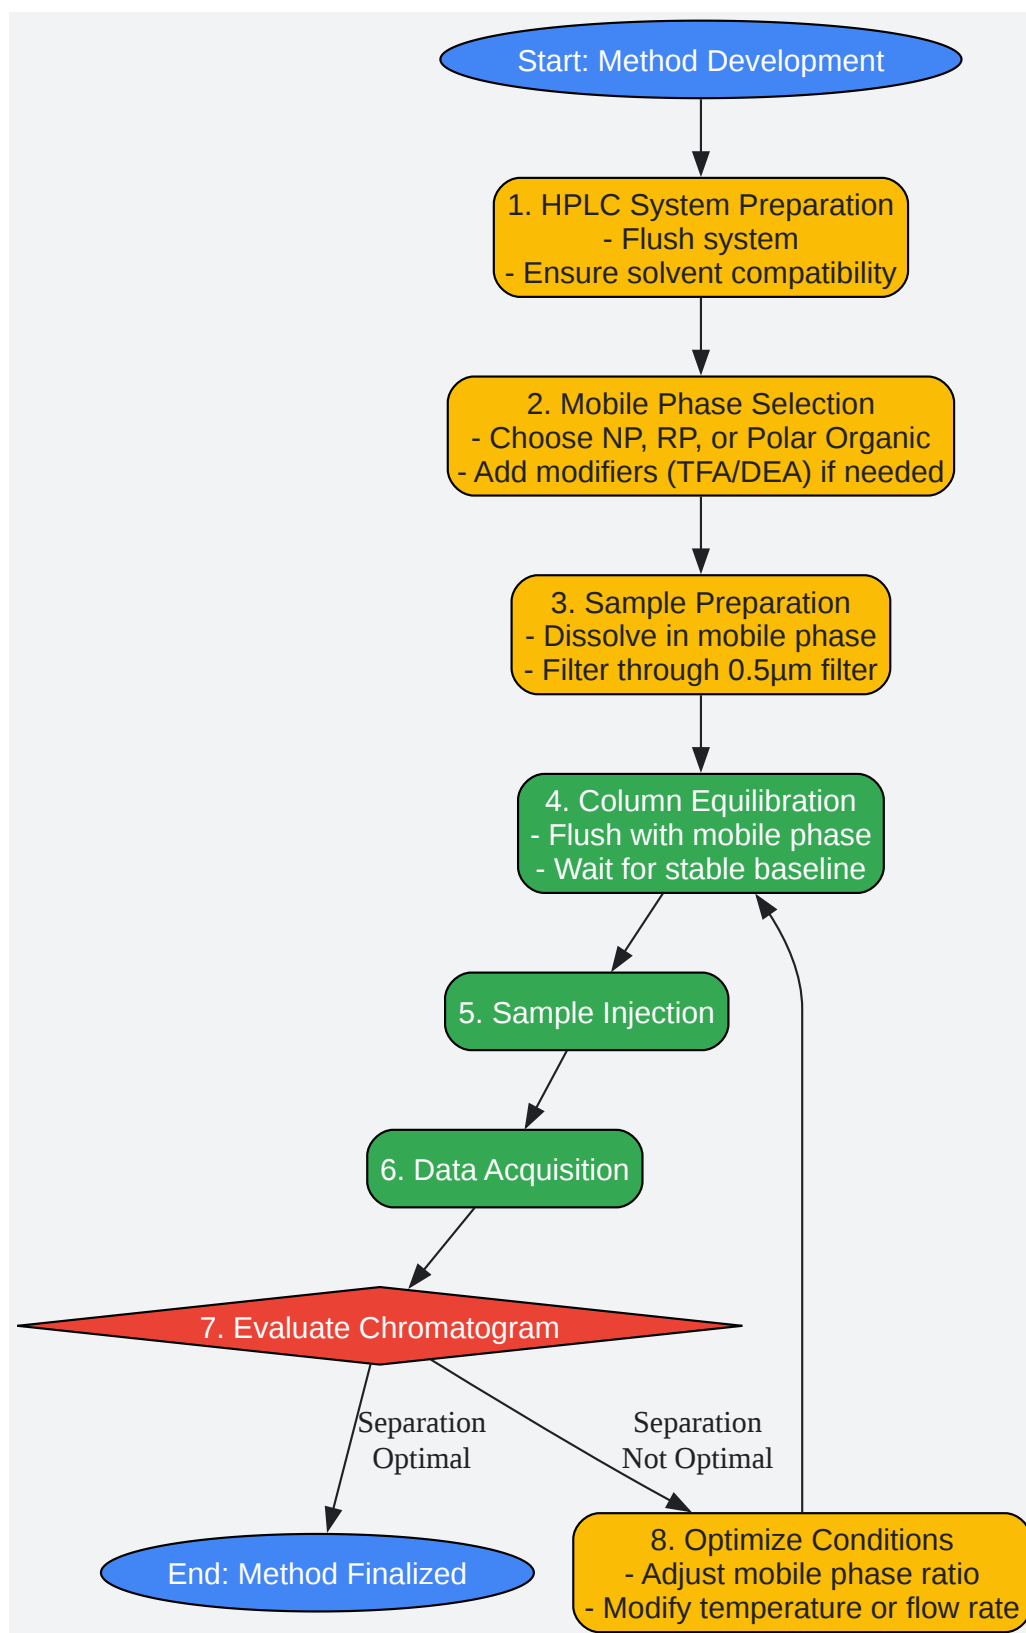 Start: Method Development
1. HPLC System Preparation
- Flush system
- Ensure solvent compatibility
2. Mobile Phase Selection
- Choose NP, RP, or Polar Organic
- Add modifiers (TFA/DEA) if needed
3. Sample Preparation
- Dissolve in mobile phase
- Filter through 0.5µm filter
4. Column Equilibration
- Flush with mobile phase
- Wait for stable baseline
5. Sample Injection
6. Data Acquisition
7. Evaluate Chromatogram
Separation
Optimal
Separation
Not Optimal
End: Method Finalized
8. Optimize Conditions
- Adjust mobile phase ratio
- Modify temperature or flow rate